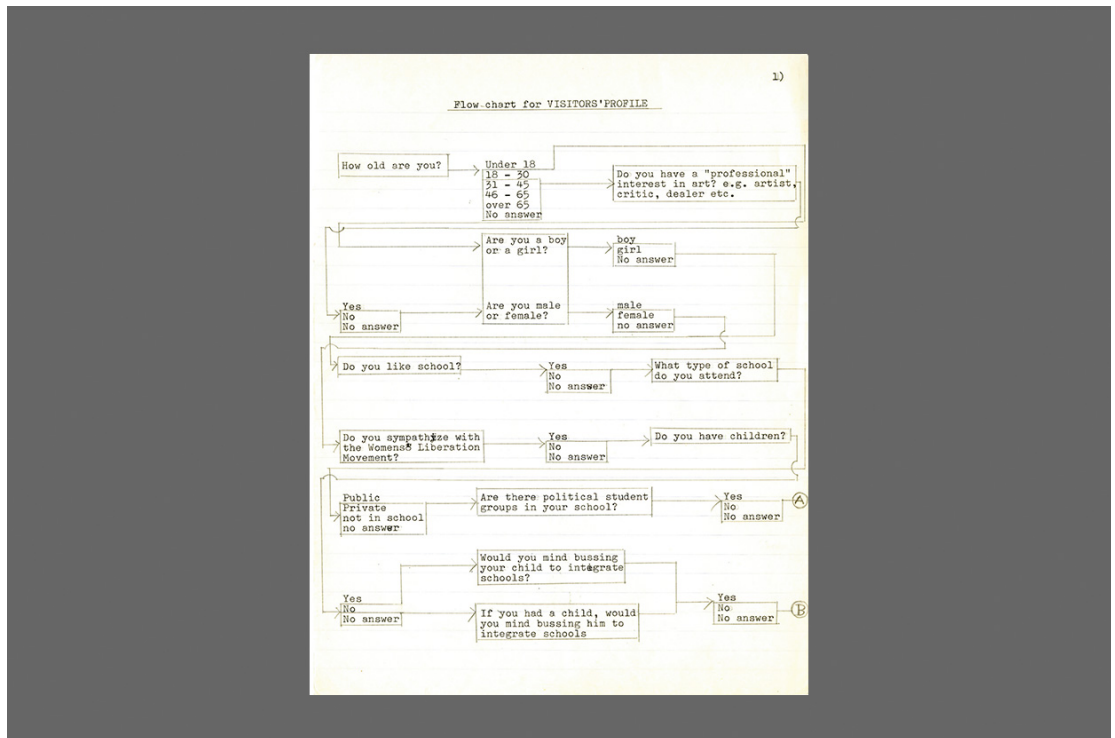 1)
Flow-chart for VISITORS'PROFILE
How old are you?
Under 18
18 - 30
31 - 45
46 - 65
over 65
No answer
Do you have a "professional"
interest in art? e.g. artist,
critic, dealer etc.
Are you a boy
or a girl?
boy
girl
No answer
Yes
No
No answer
Are you male
or female?
male
female
no answer
Do you like school?
Yes
No
No answer
What type of school
do you attend?
Do you sympathize with
the Womens Liberation
Movement?
Yes
No
No answer
Do you have children?
Public
Private
not in school
no answer
Are there political student
groups in your school?
Yes
No
No answer
A
Would you mind bussing
your child to integrate
schools?
Yes
No
No answer
If you had a child, would
you mind bussing him to
integrate schools
Yes
No
No answer
B